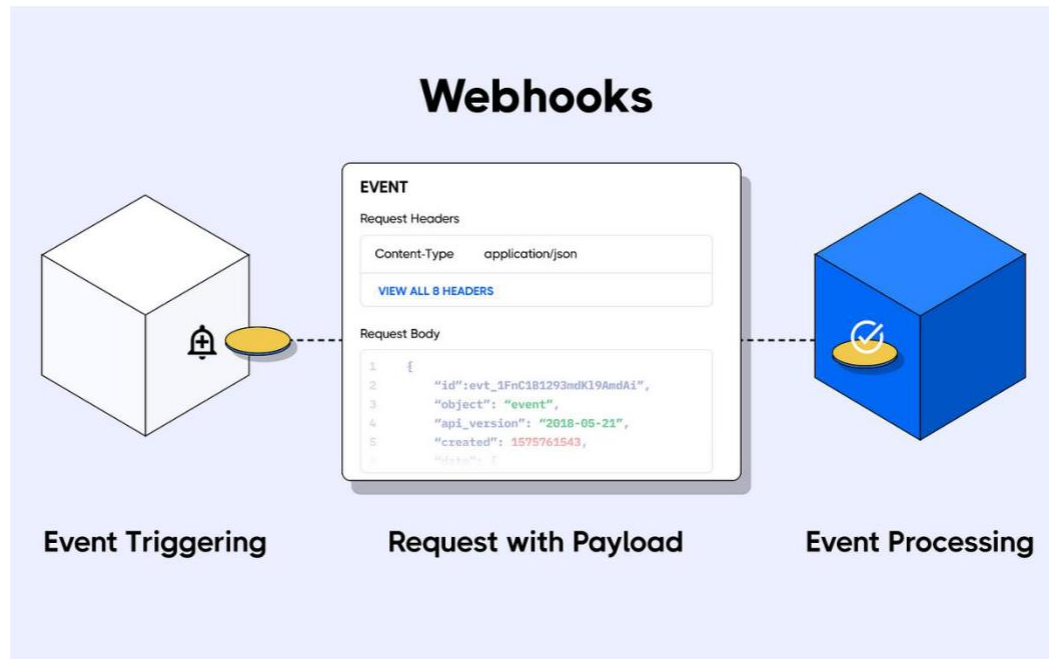 Webhooks
EVENT
Request Headers
Content-Type application/json
VIEW ALL 8 HEADERS
Request Body
1 {
2 "id":evt_1FnC1B1293mdKl9AmdAi",
3 "object": "event",
4 "api_version": "2018-05-21",
5 "created": 1575761543,
"data": {
Event Triggering
Request with Payload
Event Processing